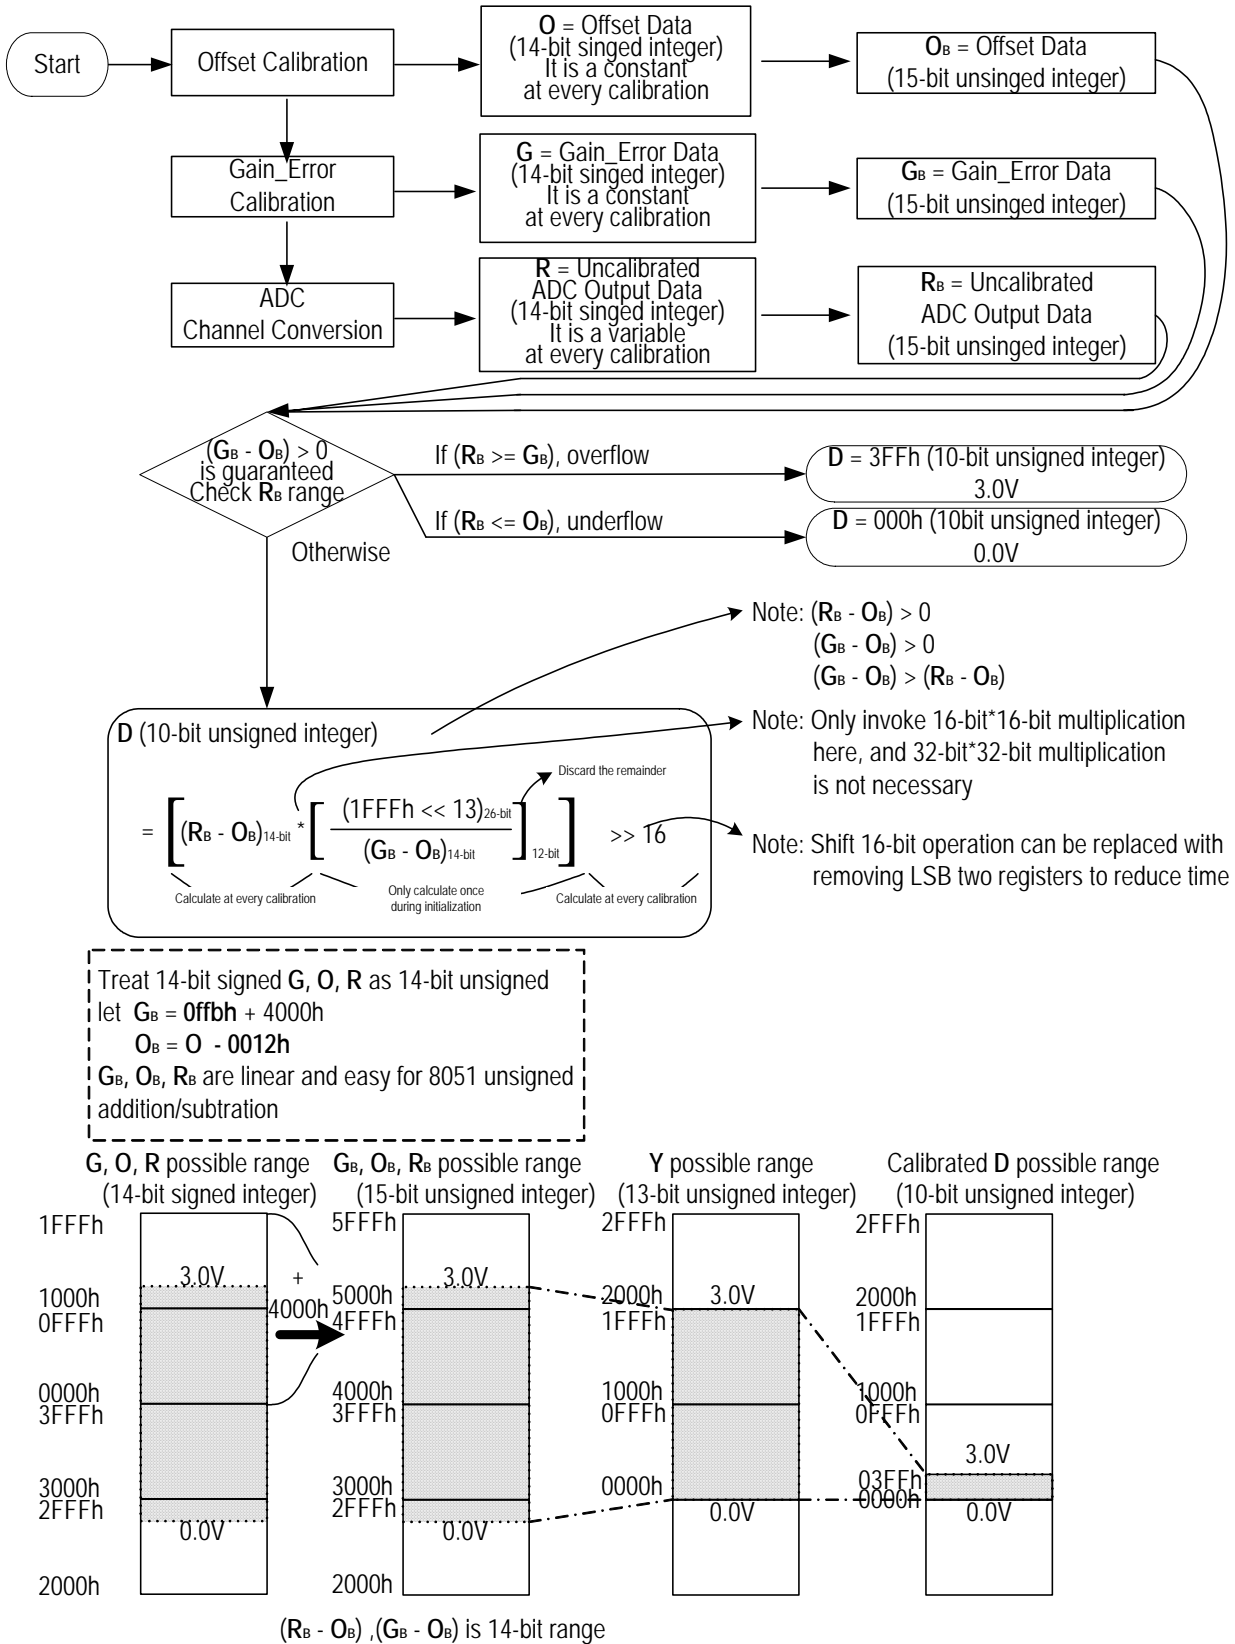 Start
Offset Calibration
O = Offset Data
(14-bit singed integer)
It is a constant
at every calibration
OB = Offset Data
(15-bit unsinged integer)
Gain_Error
Calibration
G = Gain_Error Data
(14-bit singed integer)
It is a constant
at every calibration
GB = Gain_Error Data
(15-bit unsinged integer)
ADC
Channel Conversion
R = Uncalibrated
ADC Output Data
(14-bit singed integer)
It is a variable
at every calibration
RB = Uncalibrated
ADC Output Data
(15-bit unsinged integer)
(GB - OB) > 0
is guaranteed
Check RB range
If (RB >= GB), overflow
D = 3FFh (10-bit unsigned integer)
3.0V
If (RB <= OB), underflow
D = 000h (10bit unsigned integer)
0.0V
Otherwise
Note: (RB - OB) > 0
(GB - OB) > 0
(GB - OB) > (RB - OB)
Note: Only invoke 16-bit*16-bit multiplication
here, and 32-bit*32-bit multiplication
is not necessary
Note: Shift 16-bit operation can be replaced with
removing LSB two registers to reduce time
D (10-bit unsigned integer)
Discard the remainder
= [(RB - OB)14-bit * [ (1FFFh << 13)26-bit
(GB - OB)14-bit ]12-bit ] >> 16
Calculate at every calibration
Only calculate once
during initialization
Calculate at every calibration
Treat 14-bit signed G, O, R as 14-bit unsigned
let GB = 0ffbh + 4000h
OB = O - 0012h
GB, OB, RB are linear and easy for 8051 unsigned
addition/subtration
G, O, R possible range
(14-bit signed integer)
1FFFh
3.0V
1000h
0FFFh
0000h
3FFFh
3000h
2FFFh
0.0V
2000h
+
4000h
GB, OB, RB possible range
(15-bit unsigned integer)
5FFFh
3.0V
5000h
4FFFh
4000h
3FFFh
3000h
2FFFh
0.0V
2000h
Y possible range
(13-bit unsigned integer)
2FFFh
2000h
3.0V
1FFFh
1000h
0FFFh
0000h
0.0V
Calibrated D possible range
(10-bit unsigned integer)
2FFFh
2000h
1FFFh
1000h
0FFFh
3.0V
03FFh
0000h
0.0V
(RB - OB) ,(GB - OB) is 14-bit range